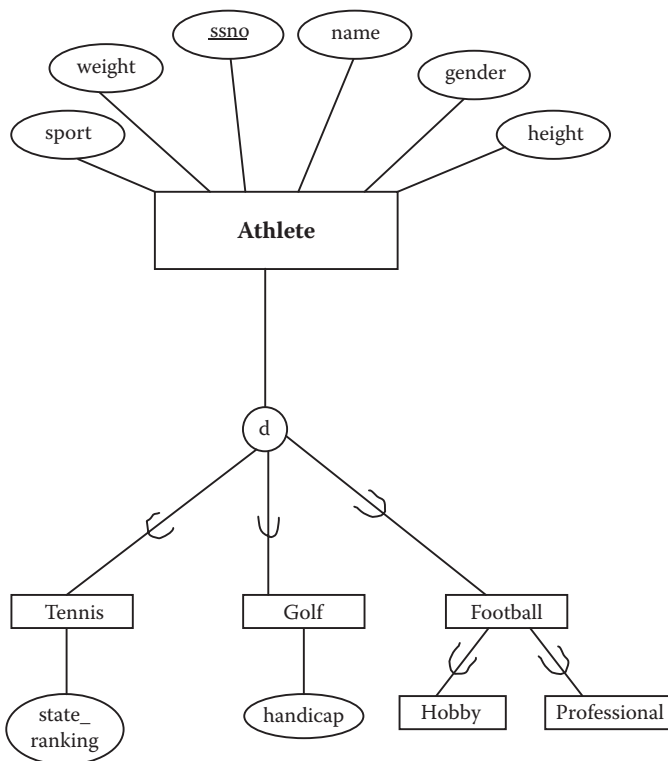 ssno
name
weight
gender
sport
height
Athlete
d
Tennis
Golf
Football
state_
ranking
handicap
Hobby
Professional